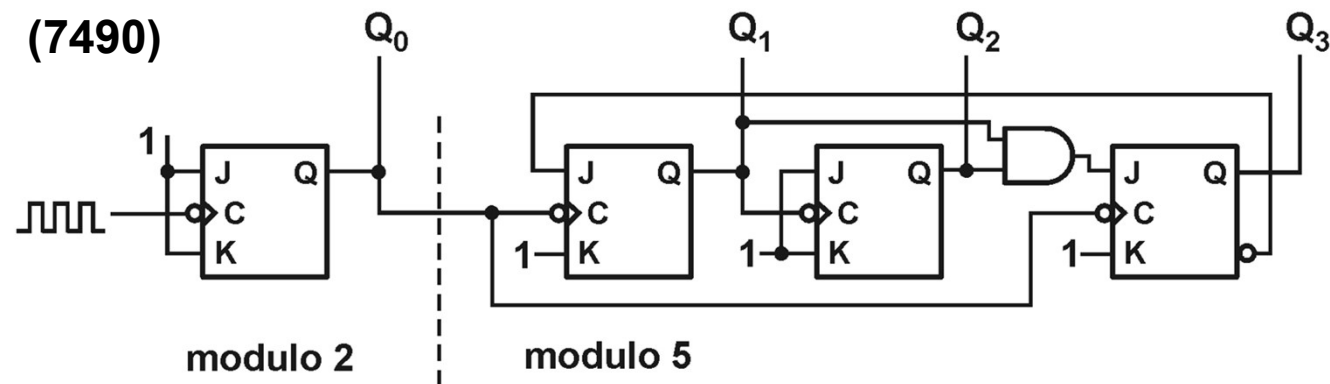 (7490)
Q0 Q1 Q2 Q3
1
J Q J Q J Q J Q
C C C C
K 1 K 1 K 1 K
modulo 2 modulo 5